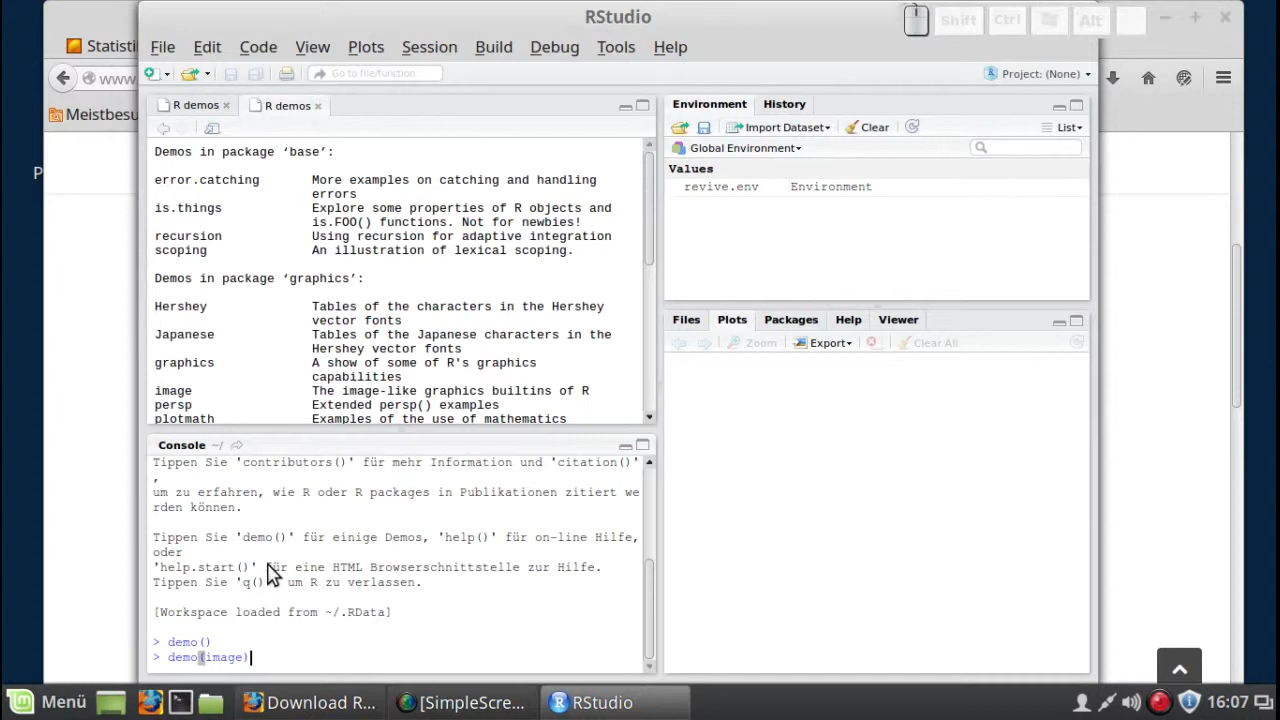 RStudio
Shift Ctrl Alt
Statistik
File Edit Code View Plots Session Build Debug Tools Help
www.
Go to file/function
Project: (None)
Meistbesu
R demos R demos
Environment History
Import Dataset Clear List
Global Environment
Demos in package ‘base’:
Values
revive.env Environment
P
error.catching More examples on catching and handling
errors
is.things Explore some properties of R objects and
is.FOO() functions. Not for newbies!
recursion Using recursion for adaptive integration
scoping An illustration of lexical scoping.
Demos in package ‘graphics’:
Hershey Tables of the characters in the Hershey
vector fonts
Japanese Tables of the Japanese characters in the
Hershey vector fonts
graphics A show of some of R's graphics
capabilities
image The image-like graphics builtins of R
persp Extended persp() examples
plotmath Examples of the use of mathematics
Files Plots Packages Help Viewer
Zoom Export Clear All
Console ~/
Tippen Sie 'contributors()' für mehr Information und 'citation()'
,
um zu erfahren, wie R oder R packages in Publikationen zitiert we
rden können.
Tippen Sie 'demo()' für einige Demos, 'help()' für on-line Hilfe,
oder
'help.start()' für eine HTML Browserschnittstelle zur Hilfe.
Tippen Sie 'q()' um R zu verlassen.
[Workspace loaded from ~/.RData]
> demo()
> demo(image)
Menü Download R... [SimpleScre... RStudio 16:07